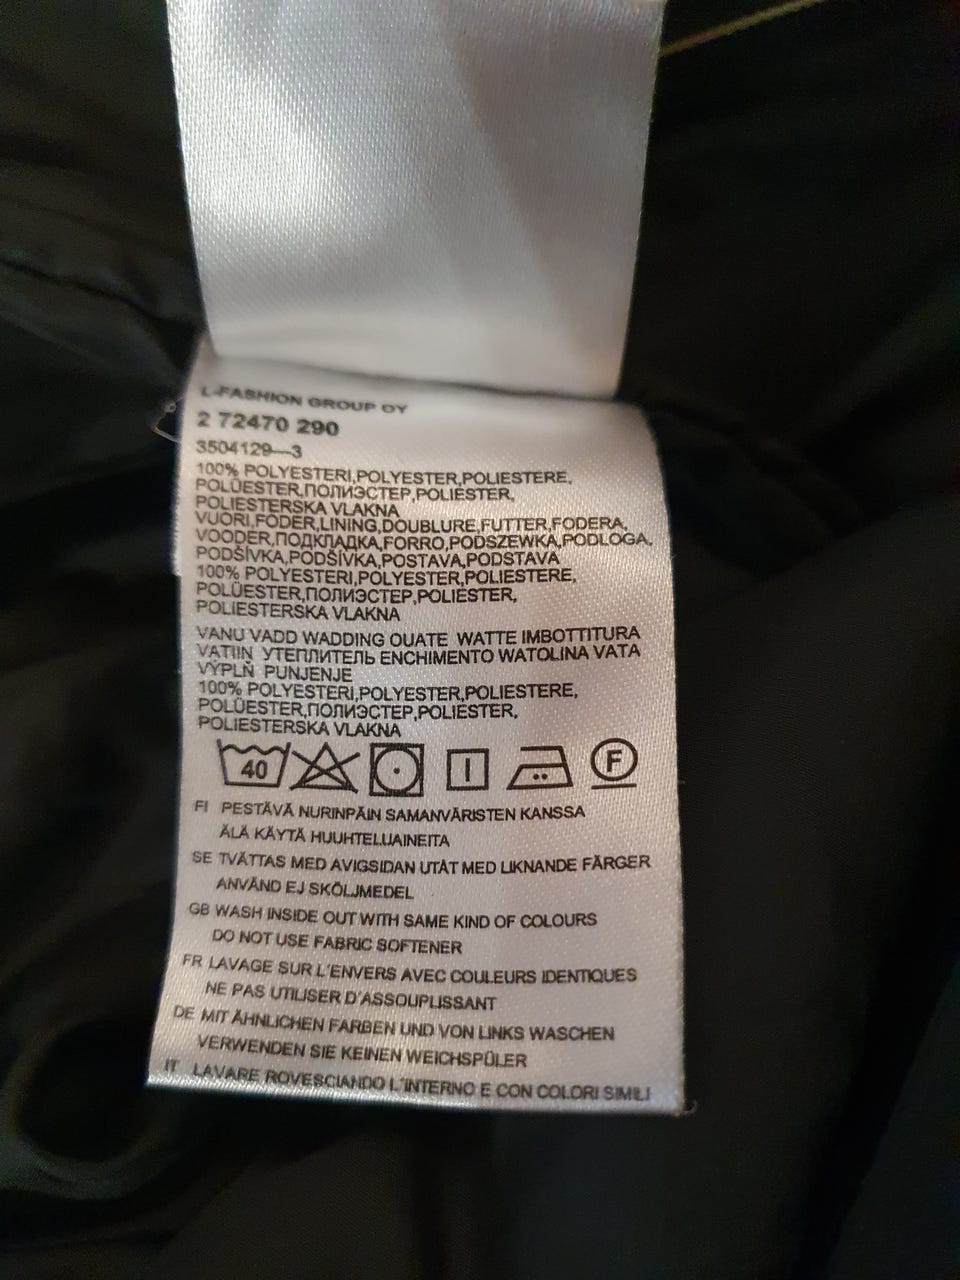 L-FASHION GROUP OY
2 72470 290
3504129—3
100% POLYESTERI,POLYESTER,POLIESTERE,
POLÜESTER,ПОЛИЭСТЕР,POLIÉSTER,
POLIESTERSKA VLAKNA
VUORI,FODER,LINING,DOUBLURE,FUTTER,FODERA,
VOODER,ПОДКЛАДКА,FORRO,PODSZEWKA,PODLOGA,
PODŠÍVKA,PODŠÍVKA,POSTAVA,PODSTAVA
100% POLYESTERI,POLYESTER,POLIESTERE,
POLÜESTER,ПОЛИЭСТЕР,POLIÉSTER,
POLIESTERSKA VLAKNA
VANU VADD WADDING OUATE WATTE IMBOTTITURA
VATIIN УТЕПЛИТЕЛЬ ENCHIMENTO WATOLINA VATA
VÝPLŇ PUNJENJE
100% POLYESTERI,POLYESTER,POLIESTERE,
POLÜESTER,ПОЛИЭСТЕР,POLIÉSTER,
POLIESTERSKA VLAKNA
40 F
FI PESTÄVÄ NURINPÄIN SAMANVÄRISTEN KANSSA
ÄLÄ KÄYTÄ HUUHTELUAINEITA
SE TVÄTTAS MED AVIGSIDAN UTÅT MED LIKNANDE FÄRGER
ANVÄND EJ SKÖLJMEDEL
GB WASH INSIDE OUT WITH SAME KIND OF COLOURS
DO NOT USE FABRIC SOFTENER
FR LAVAGE SUR L'ENVERS AVEC COULEURS IDENTIQUES
NE PAS UTILISER D'ASSOUPLISSANT
DE MIT ÄHNLICHEN FARBEN UND VON LINKS WASCHEN
VERWENDEN SIE KEINEN WEICHSPÜLER
IT LAVARE ROVESCIANDO L'INTERNO E CON COLORI SIMILI